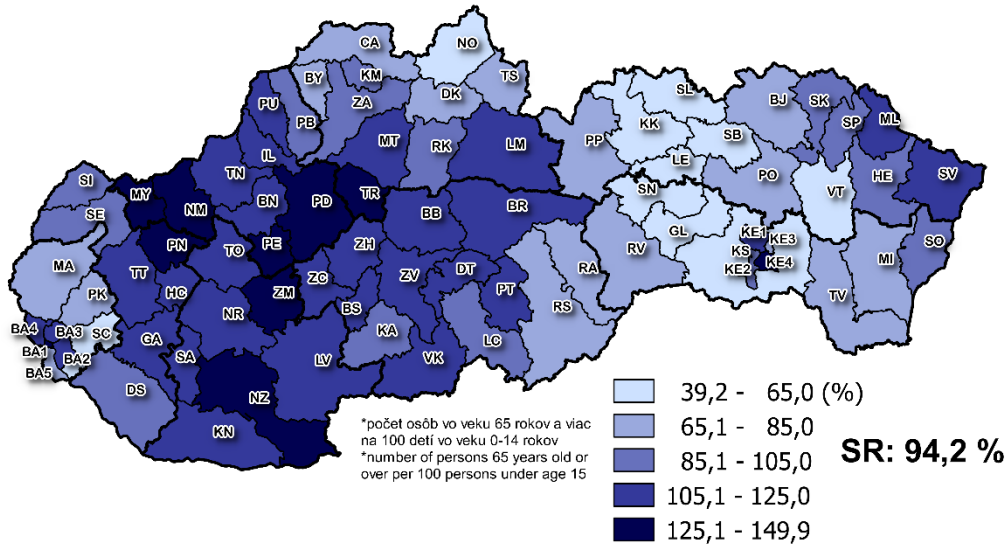 CA
NO
BY
KM
TS
DK
PU
PB
ZA
BJ
SK
SL
SP
ML
MT
RK
LM
PP
KK
SB
IL
TN
LE
PO
VT
HE
SV
SI
MY
NM
BN
PD
TR
SN
SE
BB
BR
GL
KE1
KE3
SO
PN
TO
PE
ZH
RV
KS
KE2
KE4
MA
TT
HC
ZC
ZV
DT
RA
MI
PK
NR
ZM
BS
PT
RS
TV
BA4
BA3
SC
GA
KA
BA1
BA2
SA
LV
VK
LC
BA5
DS
NZ
KN
*počet osôb vo veku 65 rokov a viac
na 100 detí vo veku 0-14 rokov
*number of persons 65 years old or
over per 100 persons under age 15
39,2 - 65,0 (%)
65,1 - 85,0
85,1 - 105,0
105,1 - 125,0
125,1 - 149,9
SR: 94,2 %